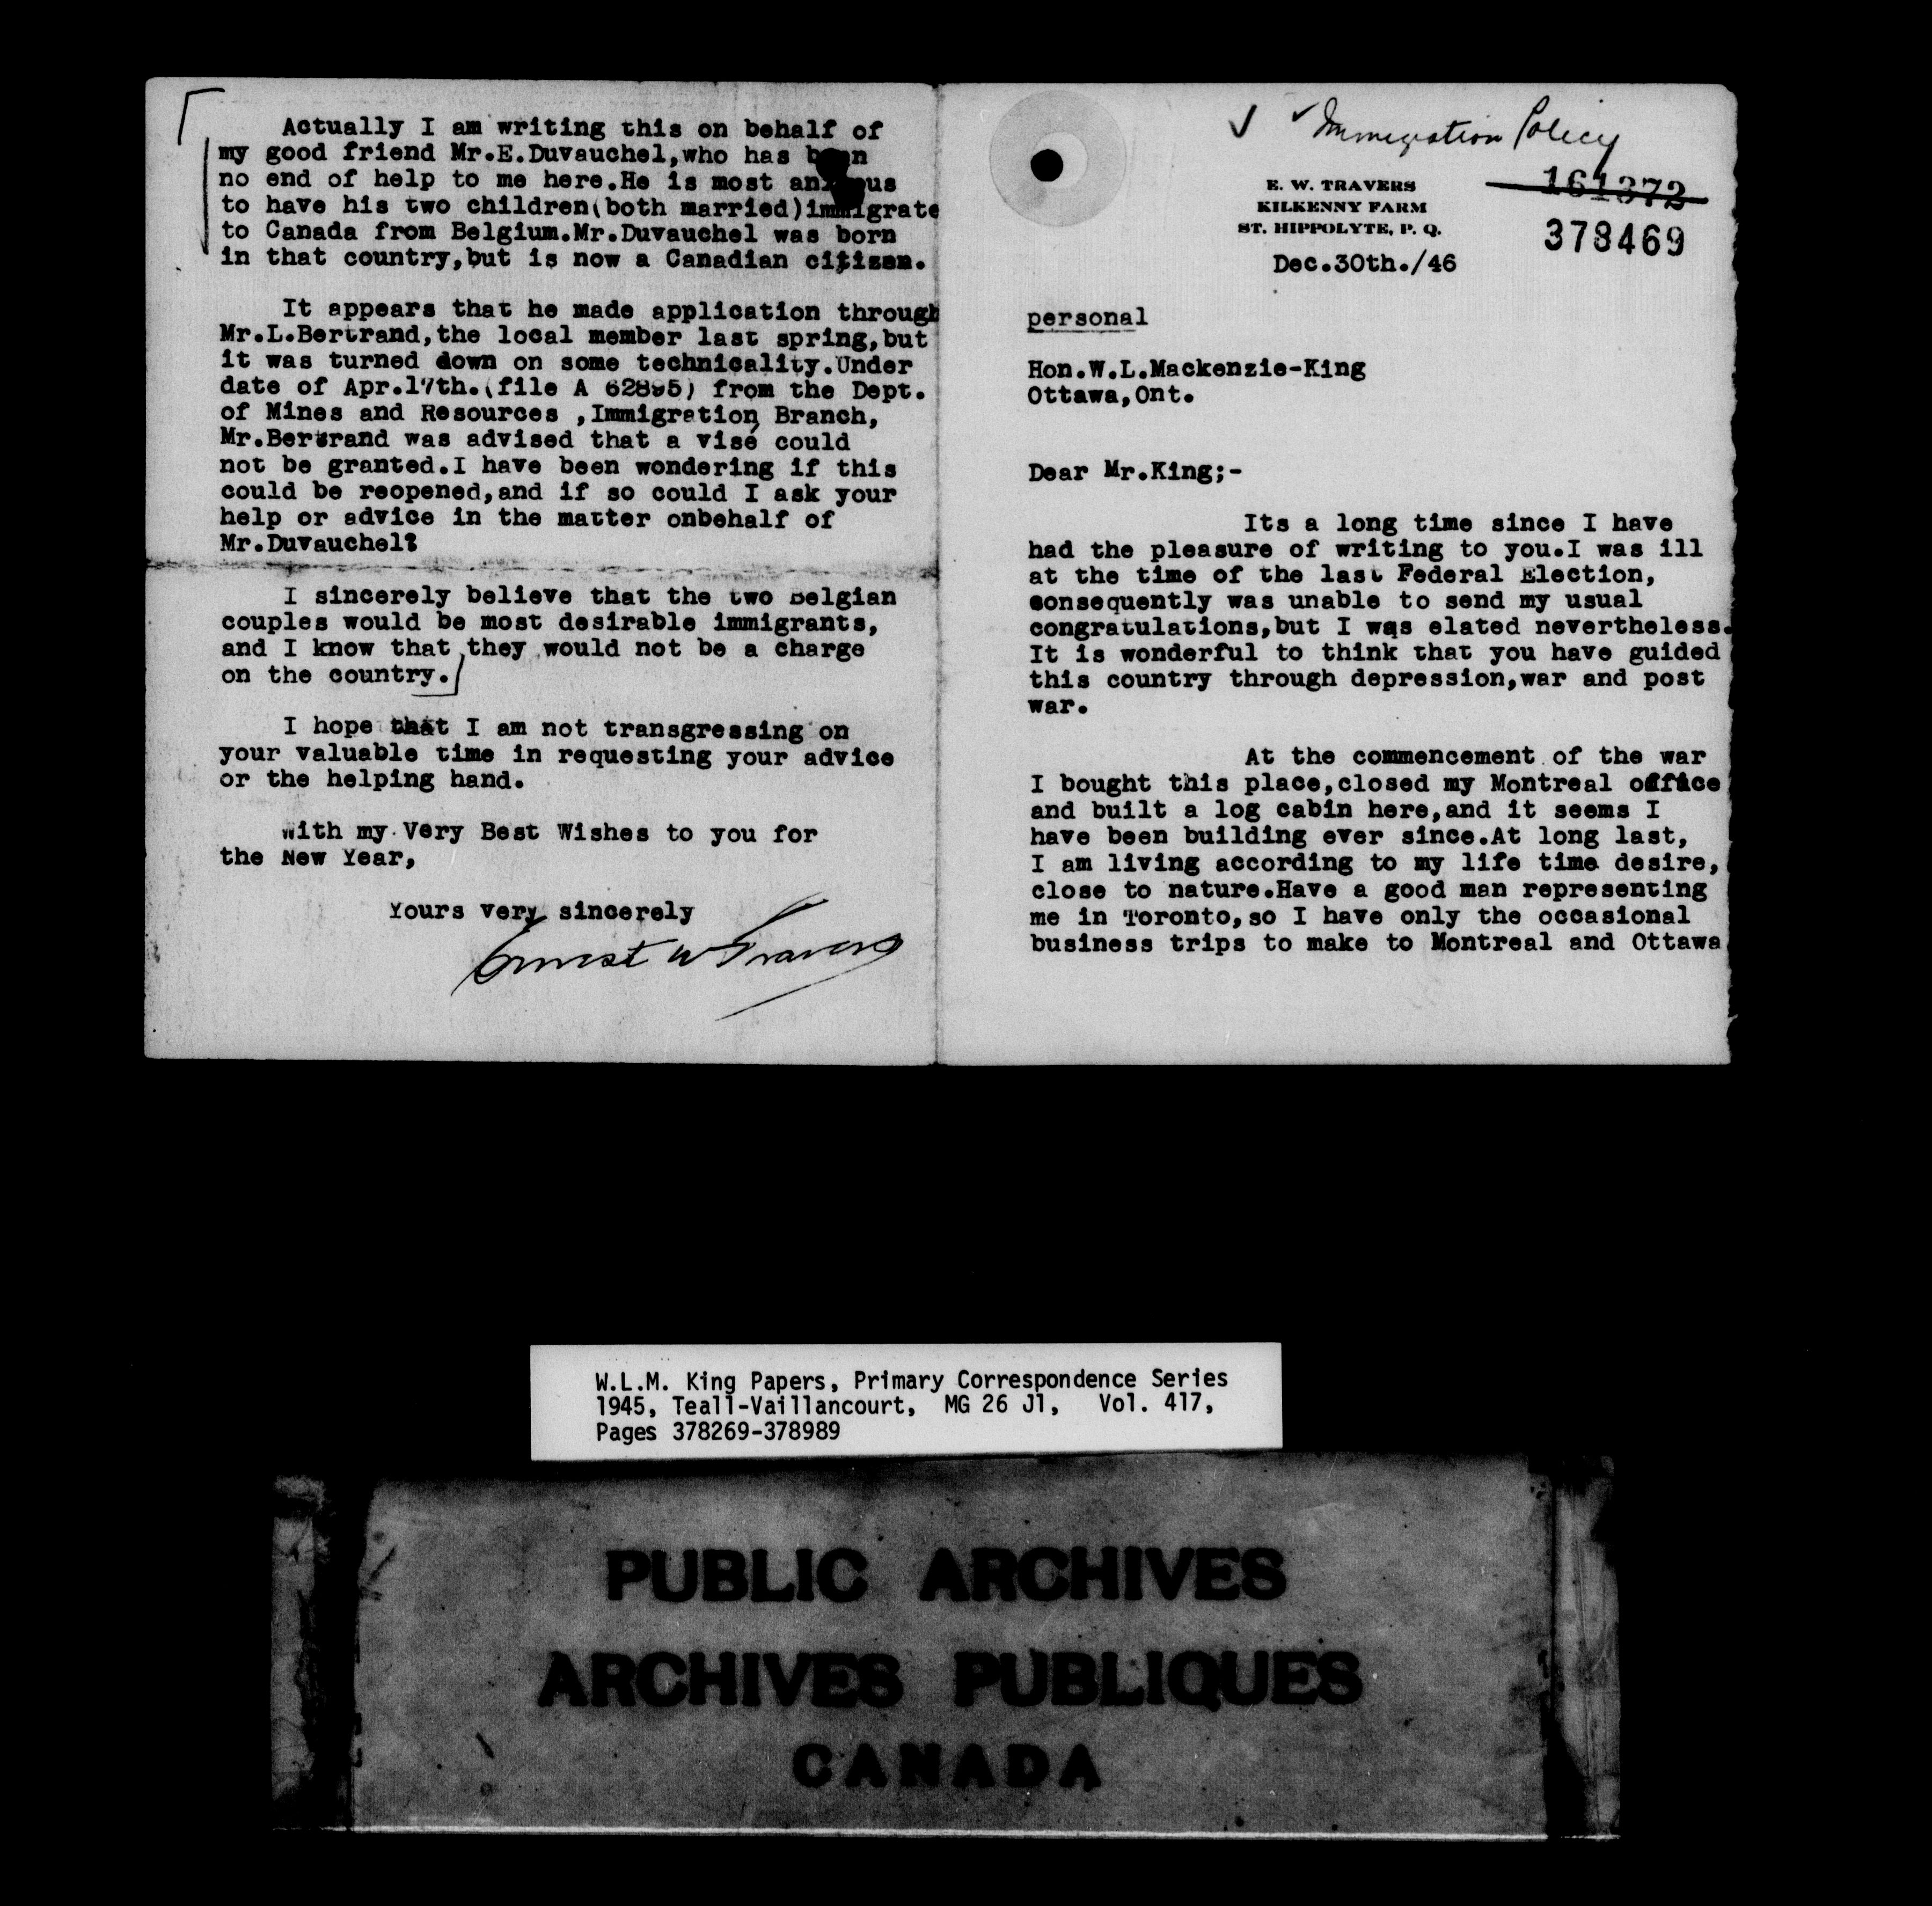 ✓ ✓ Immigration Policy
E. W. TRAVERS
KILKENNY FARM
ST. HIPPOLYTE, P. Q.
161372
378469
Dec.30th./46
personal
Hon.W.L.Mackenzie-King
Ottawa,Ont.
Dear Mr.King;-
Its a long time since I have
had the pleasure of writing to you.I was ill
at the time of the last Federal Election,
consequently was unable to send my usual
congratulations,but I was elated nevertheless.
It is wonderful to think that you have guided
this country through depression,war and post
war.
At the commencement of the war
I bought this place,closed my Montreal office
and built a log cabin here,and it seems I
have been building ever since.At long last,
I am living according to my life time desire,
close to nature.Have a good man representing
me in Toronto,so I have only the occasional
business trips to make to Montreal and Ottawa
Actually I am writing this on behalf of
my good friend Mr.E.Duvauchel,who has been
no end of help to me here.He is most anxious
to have his two children(both married)immigrate
to Canada from Belgium.Mr.Duvauchel was born
in that country,but is now a Canadian citizen.
It appears that he made application through
Mr.L.Bertrand,the local member last spring,but
it was turned down on some technicality.Under
date of Apr.17th.(file A 62895) from the Dept.
of Mines and Resources ,Immigration Branch,
Mr.Bertrand was advised that a visé could
not be granted.I have been wondering if this
could be reopened,and if so could I ask your
help or advice in the matter onbehalf of
Mr.Duvauchel?
I sincerely believe that the two Belgian
couples would be most desirable immigrants,
and I know that they would not be a charge
on the country.
I hope that I am not transgressing on
your valuable time in requesting your advice
or the helping hand.
with my Very Best Wishes to you for
the New Year,
Yours very sincerely
Ernest W Travers
W.L.M. King Papers, Primary Correspondence Series
1945, Teall-Vaillancourt, MG 26 J1, Vol. 417,
Pages 378269-378989
PUBLIC ARCHIVES
ARCHIVES PUBLIQUES
CANADA